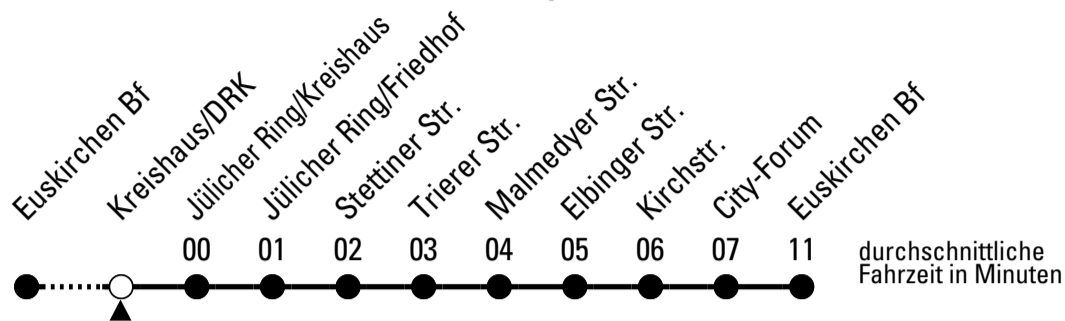 Euskirchen Bf
Kreishaus/DRK
Jülicher Ring/Kreishaus
Jülicher Ring/Friedhof
Stettiner Str.
Trierer Str.
Malmedyer Str.
Elbinger Str.
Kirchstr.
City-Forum
Euskirchen Bf
00 01 02 03 04 05 06 07 11
durchschnittliche
Fahrzeit in Minuten